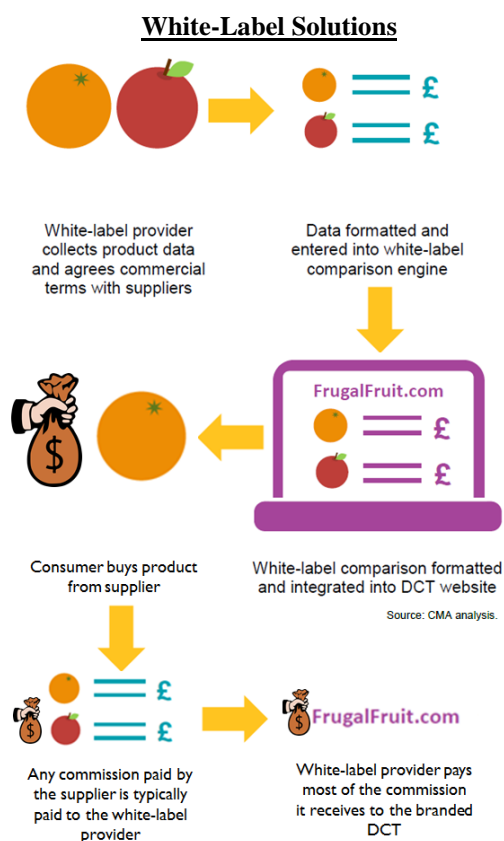 White-Label Solutions
£
£
White-label provider
collects product data
and agrees commercial
terms with suppliers
Data formatted and
entered into white-label
comparison engine
FrugalFruit.com
£
£
$
Consumer buys product
from supplier
White-label comparison formatted
and integrated into DCT website
Source: CMA analysis.
£
£
$
$
FrugalFruit.com
Any commission paid by
the supplier is typically
paid to the white-label
provider
White-label provider pays
most of the commission
it receives to the branded
DCT